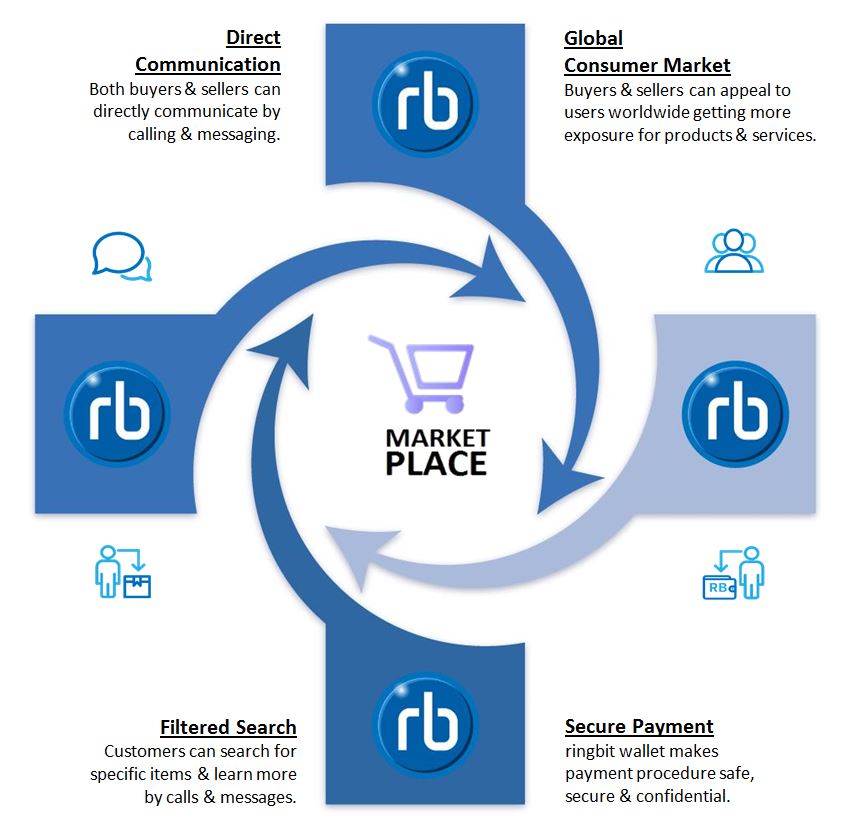 Direct
Communication
Both buyers & sellers can
directly communicate by
calling & messaging.
rb
Global
Consumer Market
Buyers & sellers can appeal to
users worldwide getting more
exposure for products & services.
rb
MARKET
PLACE
rb
RB
Filtered Search
Customers can search for
specific items & learn more
by calls & messages.
rb
Secure Payment
ringbit wallet makes
payment procedure safe,
secure & confidential.